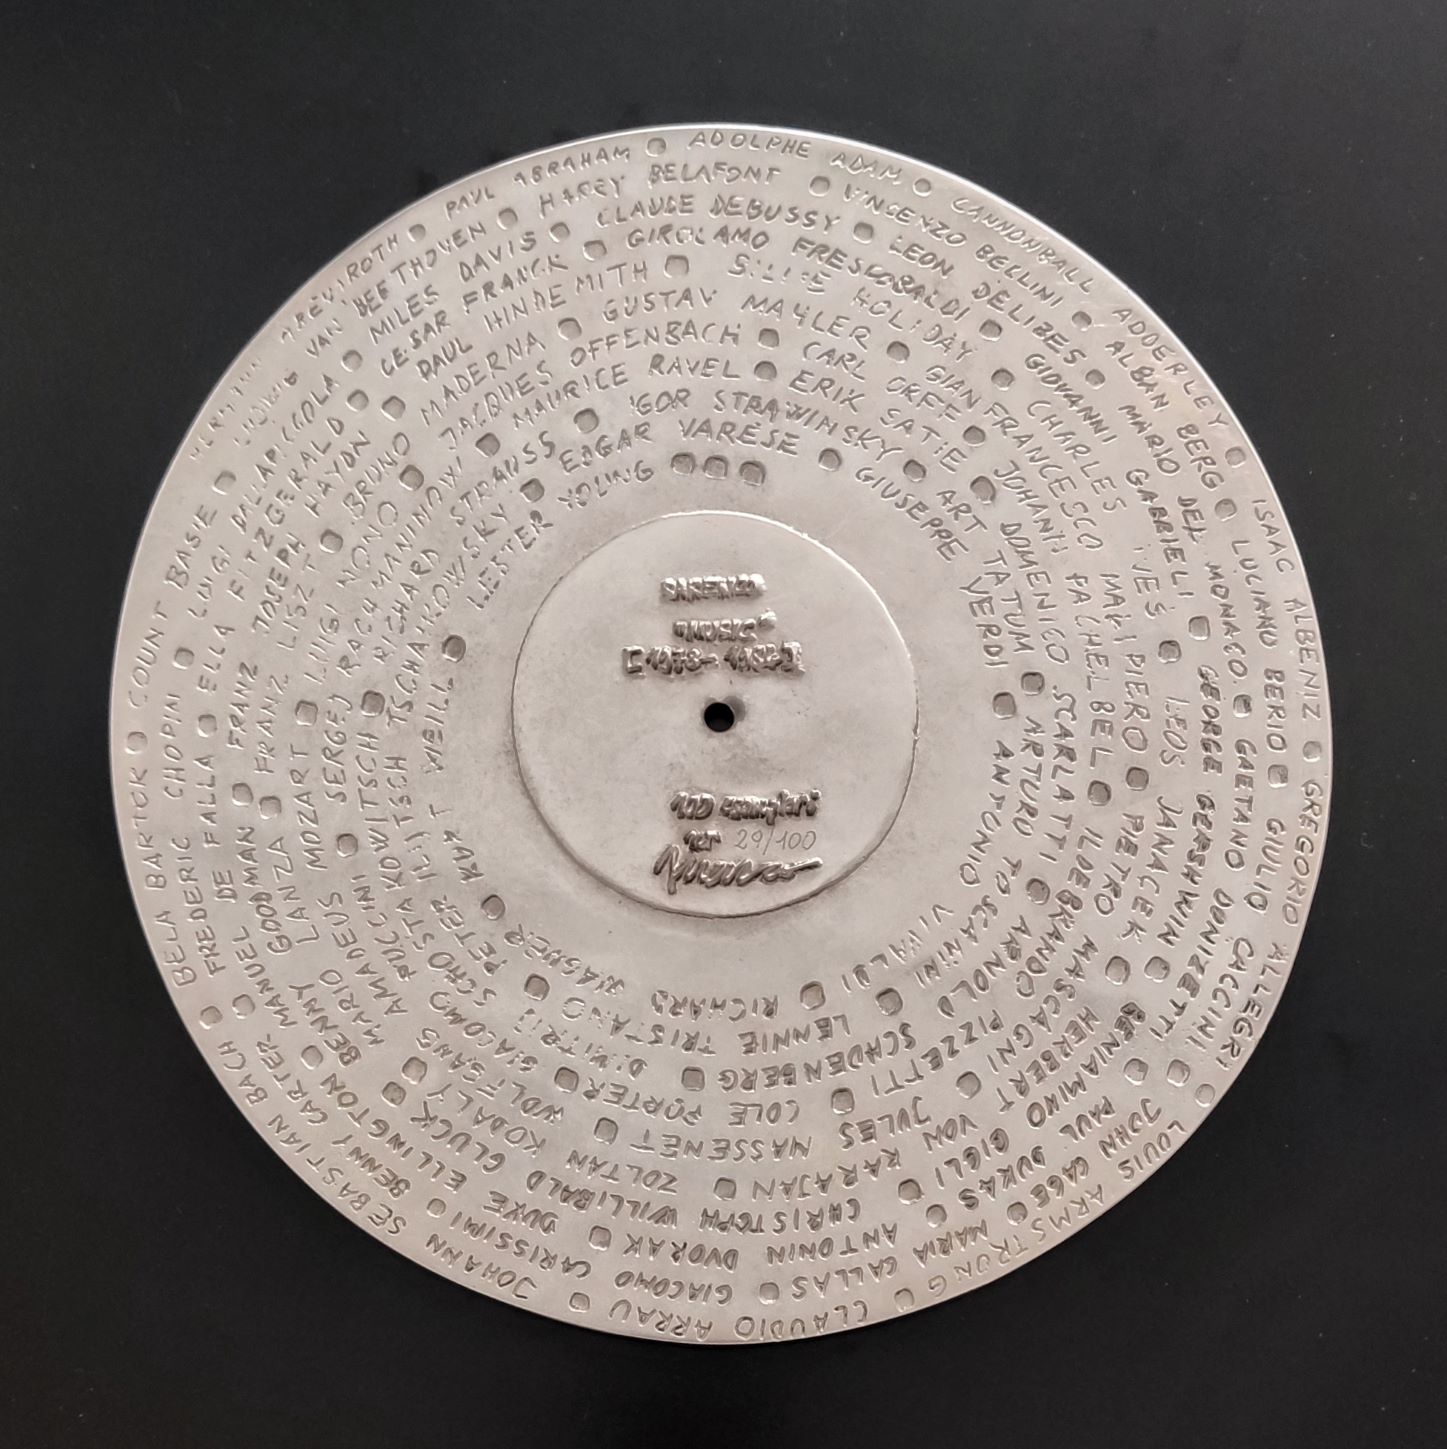 PAUL ABRAHAM
ADOLPHE ADAM
CANNONBALL ADDERLEY
ISAAC ALBENIZ
GREGORIO ALLEGRI
LOUIS ARMSTRONG
CLAUDIO ARRAU
JOHANN SEBASTIAN BACH
BELA BARTOK
COUNT BASIE
LUDWIG VAN BEETHOVEN
HARRY BELAFONT
VINCENZO BELLINI
ALBAN BERG
LUCIANO BERIO
GIULIO CACCINI
JOHN CAGE
MARIA CALLAS
GIACOMO CARISSIMI
BENNY CARTER
FREDERIC CHOPIN
LUIGI DALLAPICCOLA
MILES DAVIS
CLAUDE DEBUSSY
LEON DELIBES
MARIO DEL MONACO
GAETANO DONIZETTI
PAUL DUKAS
ANTONIN DVORAK
DUKE ELLINGTON
MANUEL DE FALLA
ELLA FITZGERALD
CESAR FRANCK
GIROLAMO FRESCOBALDI
GIOVANNI GABRIELI
GEORGE GERSHWIN
BENIAMINO GIGLI
CHRISTOPH WILLIBALD GLUCK
BENNY GOODMAN
FRANZ JOSEPH HAYDN
PAUL HINDEMITH
BILLIE HOLIDAY
CHARLES IVES
LEOS JANACEK
HERBERT VON KARAJAN
ZOLTAN KODALY
MARIO LANZA
FRANZ LISZT
BRUNO MADERNA
GUSTAV MAHLER
GIAN FRANCESCO MALIPIERO
PIETRO MASCAGNI
JULES MASSENET
WOLFGANG AMADEUS MOZART
LUIGI NONO
JACQUES OFFENBACH
CARL ORFF
JOHANN PACHELBEL
ILDEBRANDO PIZZETTI
COLE PORTER
GIACOMO PUCCINI
SERGEJ RACHMANINOW
MAURICE RAVEL
ERIK SATIE
DOMENICO SCARLATTI
ARNOLD SCHOENBERG
DIMITRIJ SCHOSTAKOWITSCH
RICHARD STRAUSS
IGOR STRAWINSKY
ART TATUM
ARTURO TOSCANINI
LENNIE TRISTANO
PETER ILJITSCH TSCHAIKOWSKY
EDGAR VARESE
GIUSEPPE VERDI
ANTONIO VIVALDI
RICHARD WAGNER
KURT WEILL
LESTER YOUNG
MUSIC
100
29/100